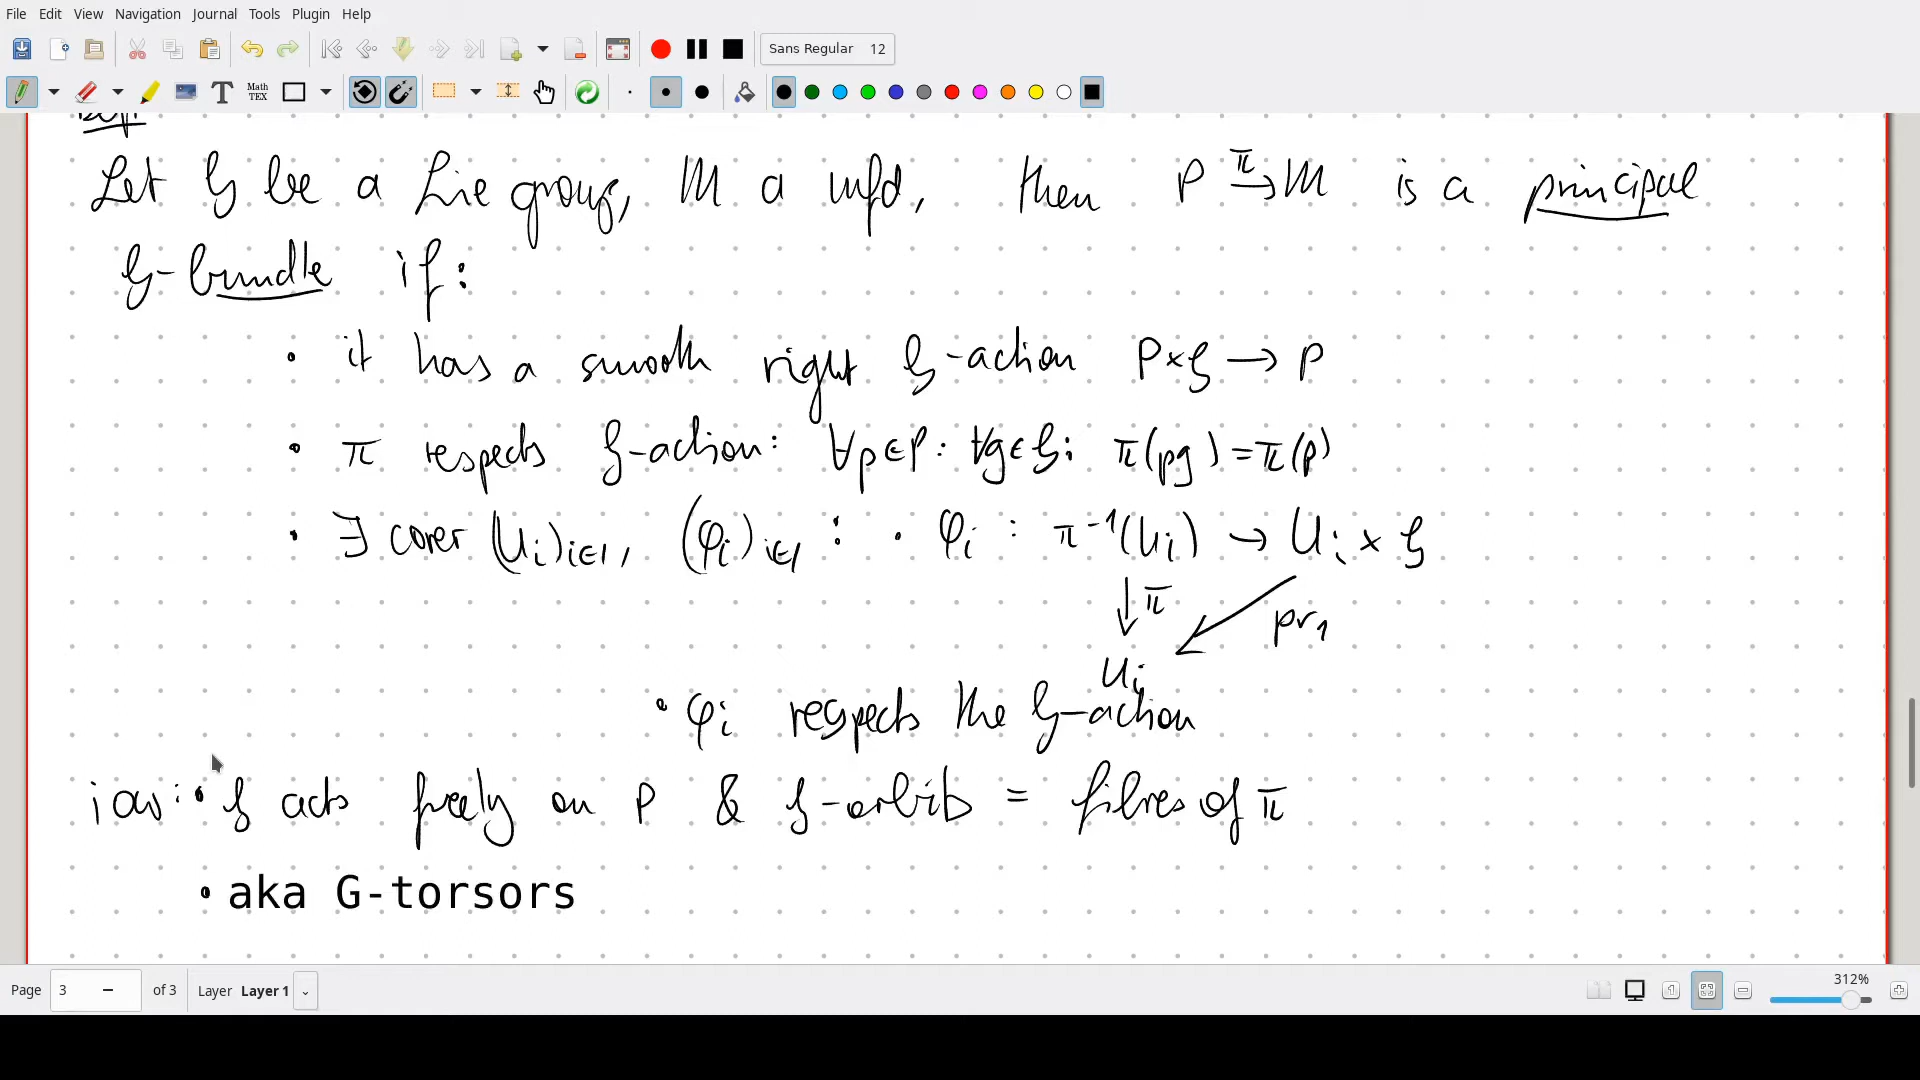 File Edit View Navigation Journal Tools Plugin Help
Sans Regular 12
Math TEX
Def:
Let G be a Lie group, M a mfd, then P →π M is a principal
G-bundle if:
• it has a smooth right G-action P×G → P
• π respects G-action: ∀p∈P: ∀g∈G: π(pg)=π(p)
• ∃ cover (Ui)i∈I, (φi)i∈I : • φi : π⁻¹(Ui) → Ui × G
↓π pr1
Ui
• φi respects the G-action
iow: • G acts freely on P & G-orbits = fibres of π
• aka G-torsors
Page 3 of 3 Layer Layer 1 312%